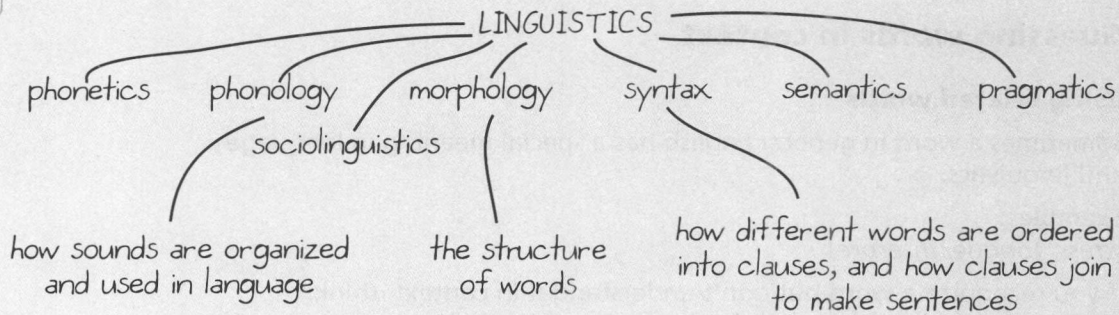 LINGUISTICS
phonetics phonology morphology syntax semantics pragmatics
sociolinguistics
how sounds are organized
and used in language
the structure
of words
how different words are ordered
into clauses, and how clauses join
to make sentences